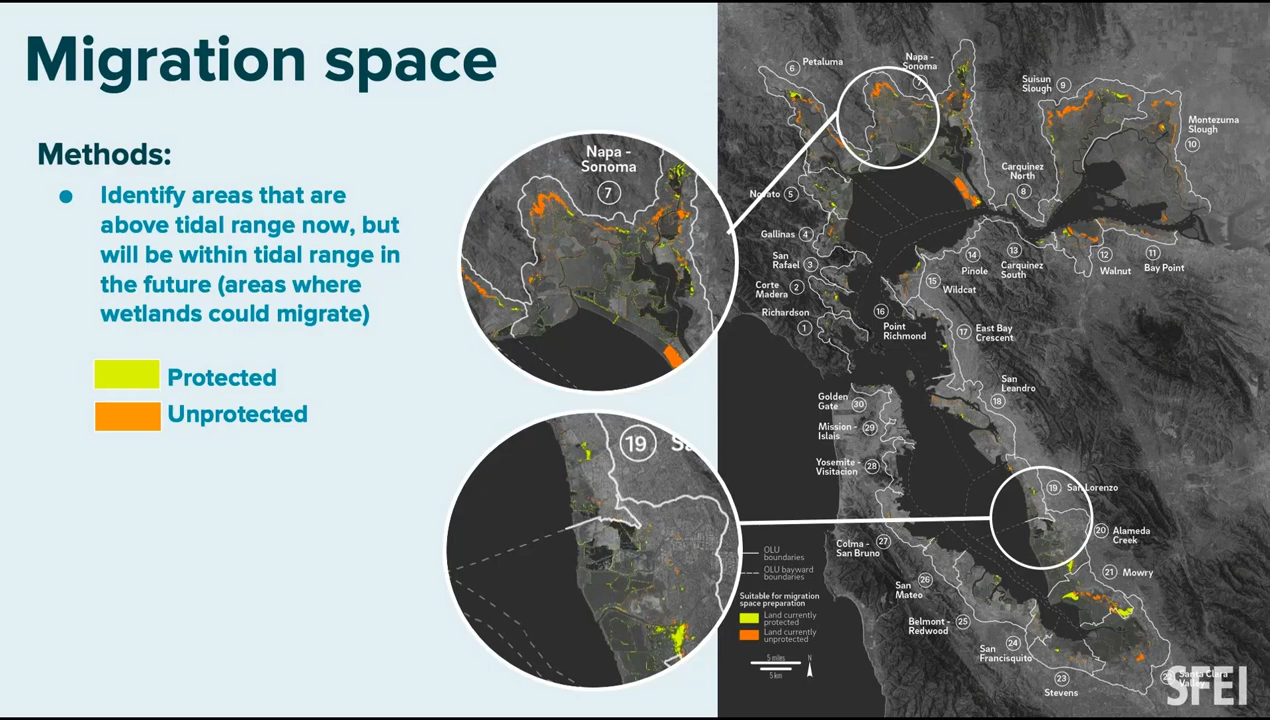 Migration space
Methods:
● Identify areas that are
above tidal range now, but
will be within tidal range in
the future (areas where
wetlands could migrate)
Protected
Unprotected
Napa -
Sonoma
7
19
6 Petaluma
Napa -
Sonoma
7
Suisun
Slough
9
Montezuma
Slough
10
Carquinez
North
8
Novato 5
Gallinas 4
San
Rafael 3
Corte
Madera 2
Richardson
1
16
Point
Richmond
15
Wildcat
14
Pinole
13
Carquinez
South
12
Walnut
11
Bay Point
17 East Bay
Crescent
San
Leandro
18
Golden
Gate 30
Mission -
Islais
29
Yosemite -
Visitacion
28
19 San Lorenzo
20 Alameda
Creek
21 Mowry
27
Colma -
San Bruno
26
San
Mateo
25
Belmont -
Redwood
24
San
Francisquito
23
Stevens
Santa Clara
Valley
OLU
boundaries
OLU bayward
boundaries
Suitable for migration
space preparation
Land currently
protected
Land currently
unprotected
5 miles
5 km
N
SFEI